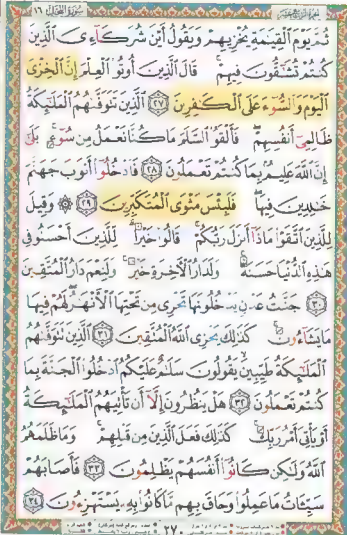 سورة النحل ١٦
ثُمَّ يَوْمَ الْقِيَٰمَةِ يُخْزِيهِمْ وَيَقُولُ أَيْنَ شُرَكَآءِىَ الَّذِينَ
كُنتُمْ تُشَٰٓقُّونَ فِيهِمْ قَالَ الَّذِينَ أُوتُوا الْعِلْمَ إِنَّ الْخِزْىَ
الْيَوْمَ وَالسُّوٓءَ عَلَى الْكَٰفِرِينَ ٢٧ الَّذِينَ تَتَوَفَّىٰهُمُ الْمَلَٰٓئِكَةُ
ظَالِمِىٓ أَنفُسِهِمْ فَأَلْقَوُا السَّلَمَ مَا كُنَّا نَعْمَلُ مِن سُوٓءٍ بَلَىٰٓ
إِنَّ اللَّهَ عَلِيمٌ بِمَا كُنتُمْ تَعْمَلُونَ ٢٨ فَادْخُلُوٓا أَبْوَٰبَ جَهَنَّمَ
خَٰلِدِينَ فِيهَا فَلَبِئْسَ مَثْوَى الْمُتَكَبِّرِينَ ٢٩ ۞ وَقِيلَ
لِلَّذِينَ اتَّقَوْا مَاذَآ أَنزَلَ رَبُّكُمْ قَالُوا خَيْرًا لِّلَّذِينَ أَحْسَنُوا فِى
هَٰذِهِ الدُّنْيَا حَسَنَةٌ وَلَدَارُ الْءَاخِرَةِ خَيْرٌ وَلَنِعْمَ دَارُ الْمُتَّقِينَ
٣٠ جَنَّٰتُ عَدْنٍ يَدْخُلُونَهَا تَجْرِى مِن تَحْتِهَا الْأَنْهَٰرُ لَهُمْ فِيهَا
مَا يَشَآءُونَ كَذَٰلِكَ يَجْزِى اللَّهُ الْمُتَّقِينَ ٣١ الَّذِينَ تَتَوَفَّىٰهُمُ
الْمَلَٰٓئِكَةُ طَيِّبِينَ يَقُولُونَ سَلَٰمٌ عَلَيْكُمُ ادْخُلُوا الْجَنَّةَ بِمَا
كُنتُمْ تَعْمَلُونَ ٣٢ هَلْ يَنظُرُونَ إِلَّآ أَن تَأْتِيَهُمُ الْمَلَٰٓئِكَةُ
أَوْ يَأْتِىَ أَمْرُ رَبِّكَ كَذَٰلِكَ فَعَلَ الَّذِينَ مِن قَبْلِهِمْ وَمَا ظَلَمَهُمُ
اللَّهُ وَلَٰكِن كَانُوٓا أَنفُسَهُمْ يَظْلِمُونَ ٣٣ فَأَصَابَهُمْ
سَيِّـَٔاتُ مَا عَمِلُوا وَحَاقَ بِهِم مَّا كَانُوا بِهِۦ يَسْتَهْزِءُونَ ٣٤
٢٧٠